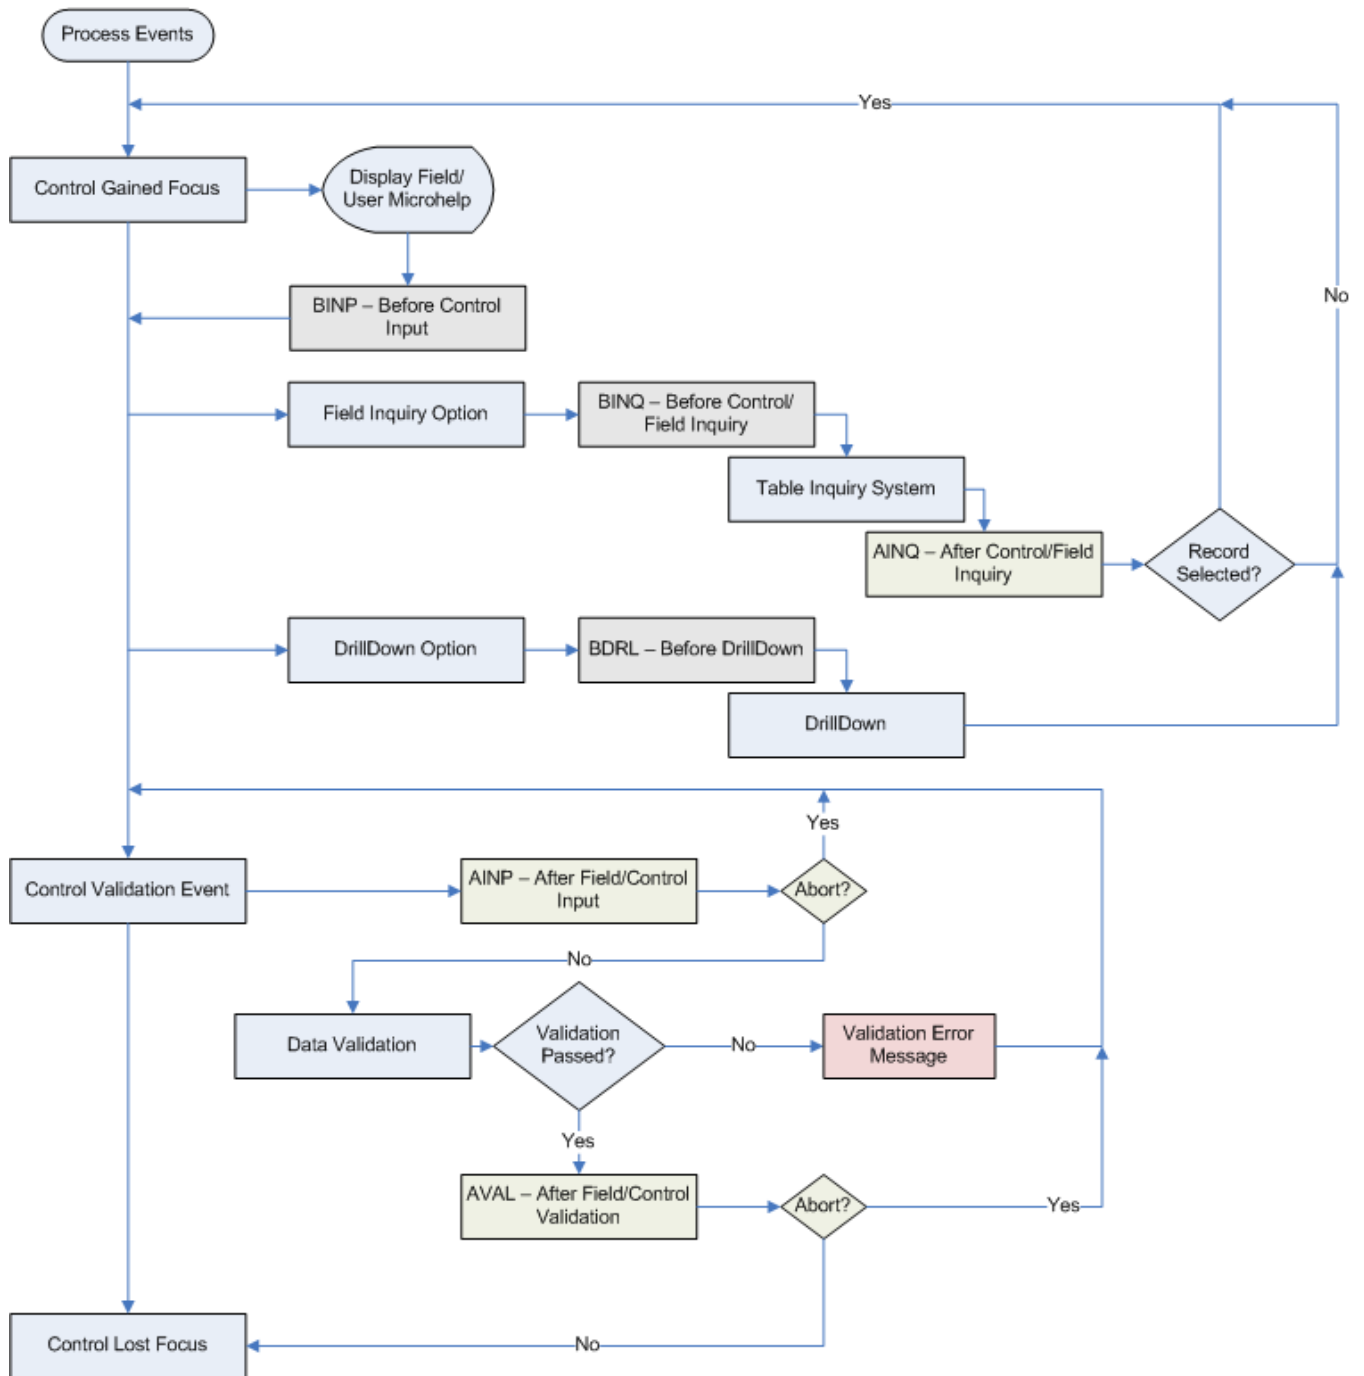 Process Events
Yes
Control Gained Focus
Display Field/
User Microhelp
No
BINP – Before Control
Input
Field Inquiry Option
BINQ – Before Control/
Field Inquiry
Table Inquiry System
AINQ – After Control/Field
Inquiry
Record
Selected?
DrillDown Option
BDRL – Before DrillDown
DrillDown
Yes
Control Validation Event
AINP – After Field/Control
Input
Abort?
No
Data Validation
Validation
Passed?
No
Validation Error
Message
Yes
AVAL – After Field/Control
Validation
Abort?
Yes
Control Lost Focus
No